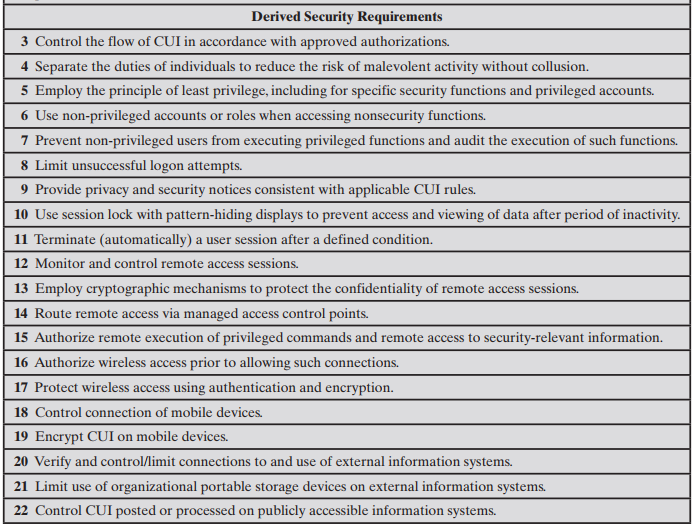 Derived Security Requirements
3 Control the flow of CUI in accordance with approved authorizations.
4 Separate the duties of individuals to reduce the risk of malevolent activity without collusion.
5 Employ the principle of least privilege, including for specific security functions and privileged accounts.
6 Use non-privileged accounts or roles when accessing nonsecurity functions.
7 Prevent non-privileged users from executing privileged functions and audit the execution of such functions.
8 Limit unsuccessful logon attempts.
9 Provide privacy and security notices consistent with applicable CUI rules.
10 Use session lock with pattern-hiding displays to prevent access and viewing of data after period of inactivity.
11 Terminate (automatically) a user session after a defined condition.
12 Monitor and control remote access sessions.
13 Employ cryptographic mechanisms to protect the confidentiality of remote access sessions.
14 Route remote access via managed access control points.
15 Authorize remote execution of privileged commands and remote access to security-relevant information.
16 Authorize wireless access prior to allowing such connections.
17 Protect wireless access using authentication and encryption.
18 Control connection of mobile devices.
19 Encrypt CUI on mobile devices.
20 Verify and control/limit connections to and use of external information systems.
21 Limit use of organizational portable storage devices on external information systems.
22 Control CUI posted or processed on publicly accessible information systems.